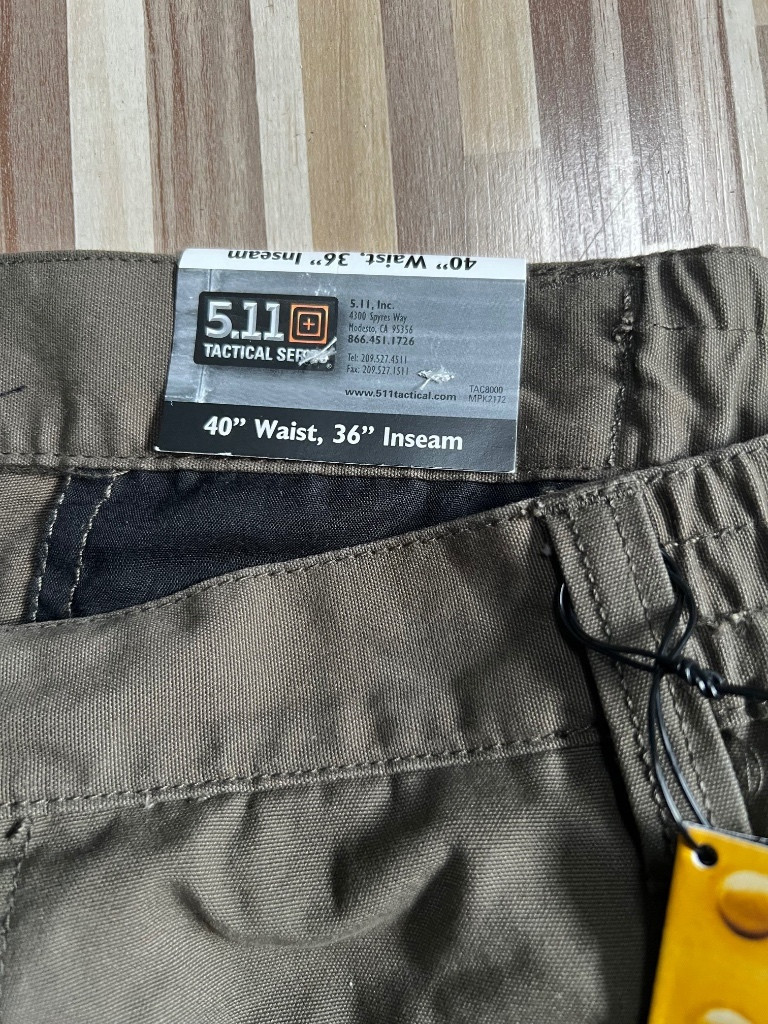 40" Waist, 36" Inseam
5.11
TACTICAL SERIES
®
5.11, Inc.
4300 Spyres Way
Modesto, CA 95356
866.451.1726
Tel: 209.527.4511
Fax: 209.527.1511
www.511tactical.com
TAC8000
MPK2172
40” Waist, 36” Inseam